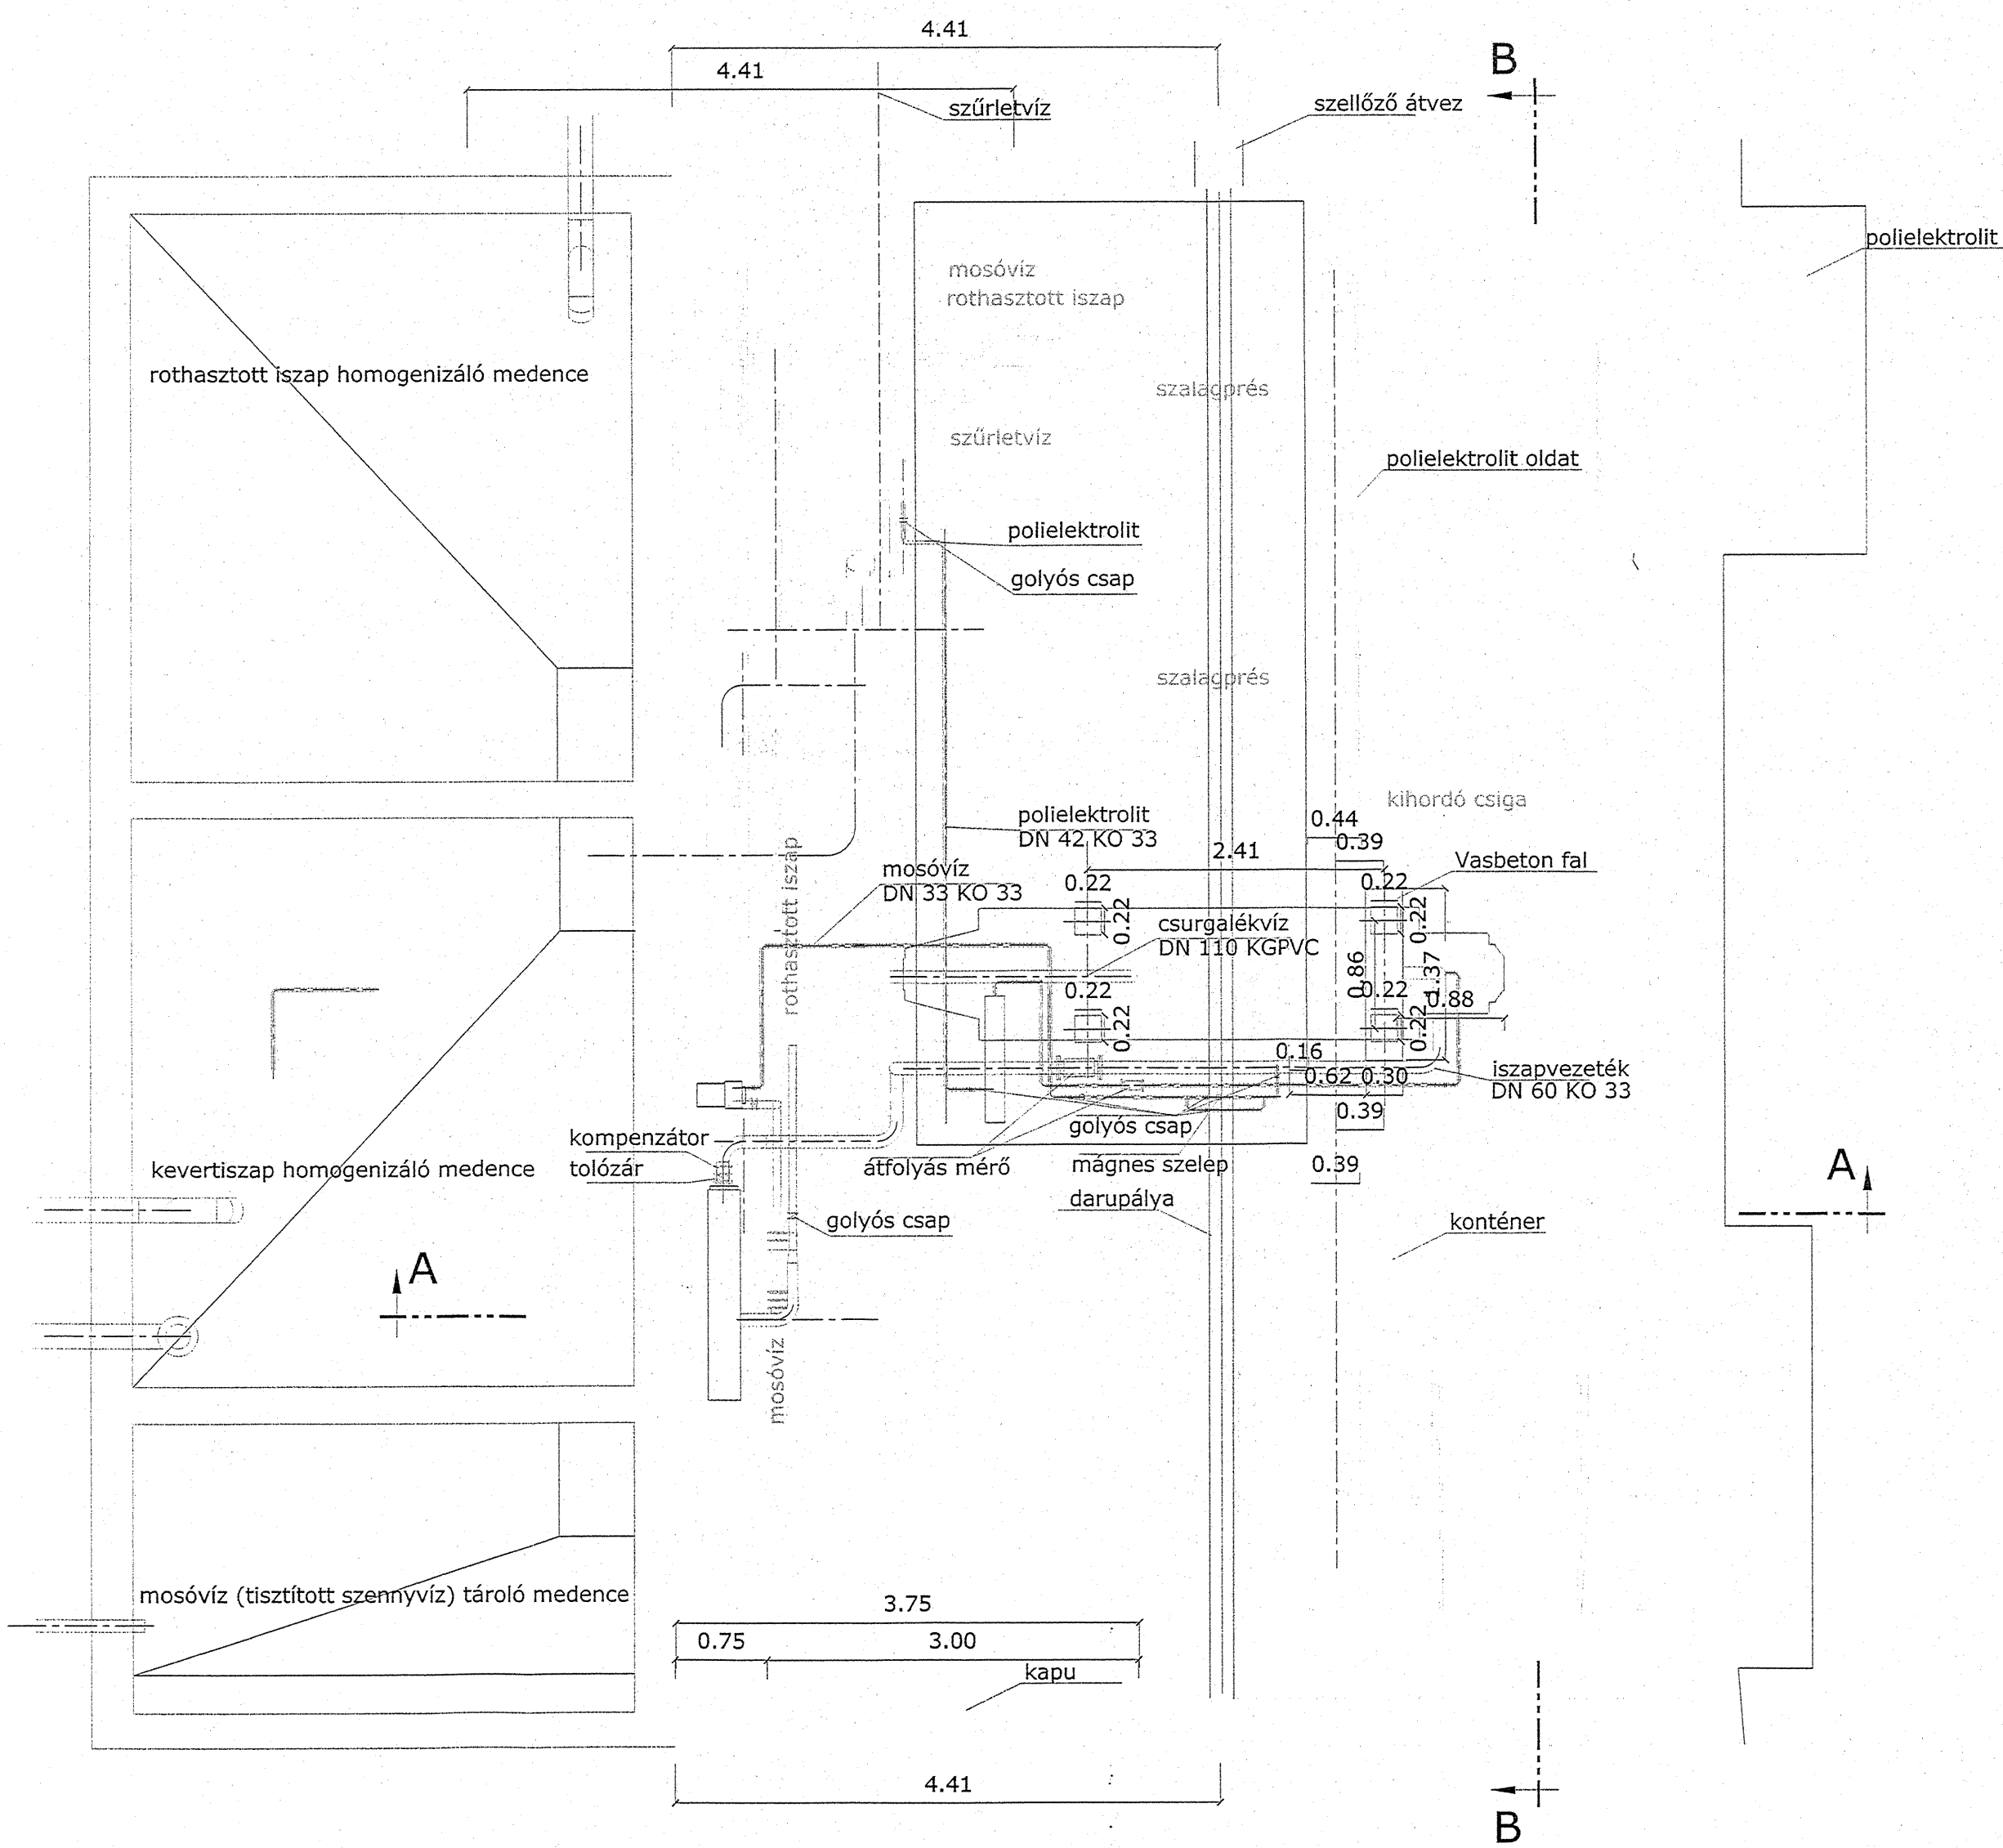 4.41
B
4.41
szűrletvíz
szellőző átvez
polielektrolit
mosóvíz
rothasztott iszap
rothasztott iszap homogenizáló medence
szalagprés
szűrletvíz
polielektrolit oldat
polielektrolit
golyós csap
szalagprés
kihordó csiga
polielektrolit
DN 42 KO 33
0.44
0.39
2.41
Vasbeton fal
rothasztott iszap
mosóvíz
DN 33 KO 33
0.22
0.22
0.22
0.22
csurgalékvíz
DN 110 KGPVC
0.86
1.37
0.22
0.22
0.88
0.22
0.22
0.16
0.62
0.30
iszapvezeték
DN 60 KO 33
0.39
golyós csap
kompenzátor
tolózár
átfolyás mérő
mágnes szelep
0.39
A
kevertiszap homogenizáló medence
darupálya
golyós csap
konténer
A
mosóvíz
mosóvíz (tisztított szennyvíz) tároló medence
3.75
0.75
3.00
kapu
4.41
B